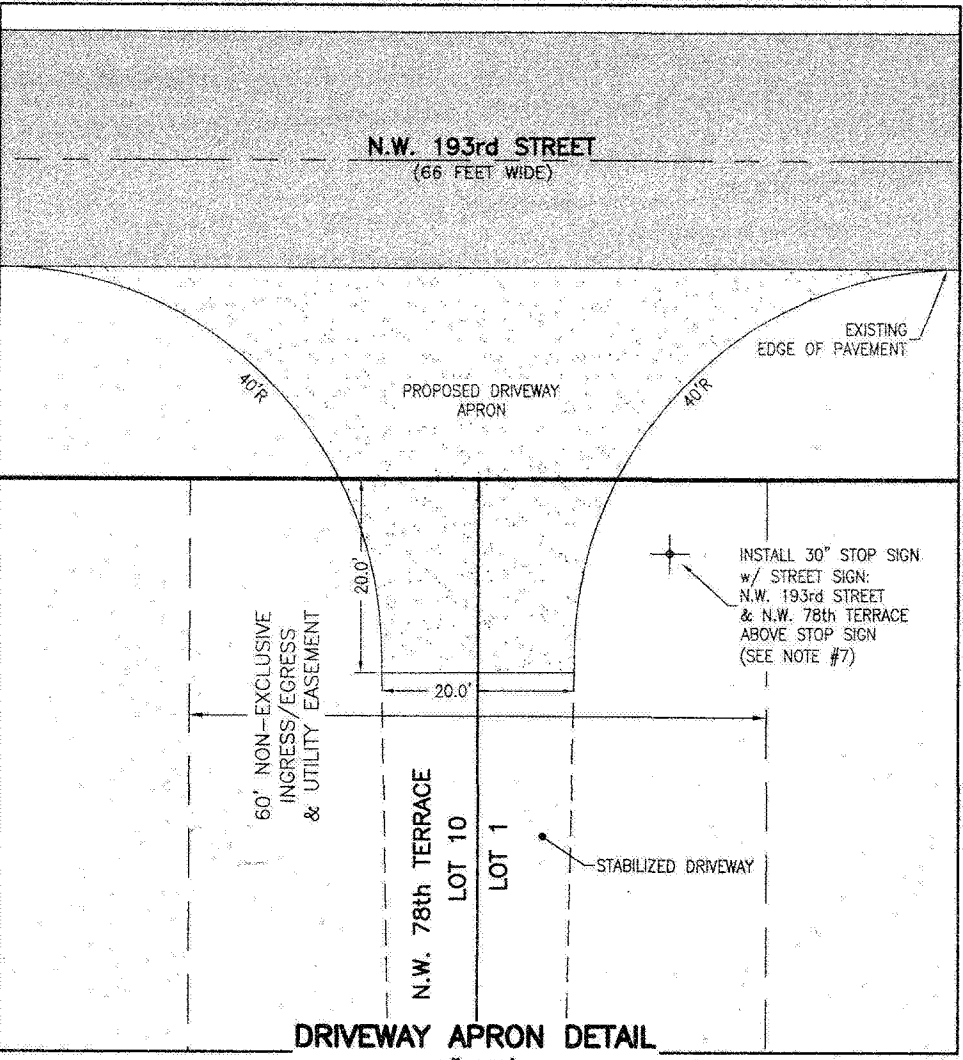 N.W. 193rd STREET
(66 FEET WIDE)
EXISTING
EDGE OF PAVEMENT
40'R
PROPOSED DRIVEWAY
APRON
40'R
20.0'
INSTALL 30" STOP SIGN
w/ STREET SIGN:
N.W. 193rd STREET
& N.W. 78th TERRACE
ABOVE STOP SIGN
(SEE NOTE #7)
60' NON-EXCLUSIVE
INGRESS/EGRESS
& UTILITY EASEMENT
20.0'
N.W. 78th TERRACE
LOT 10
LOT 1
STABILIZED DRIVEWAY
DRIVEWAY APRON DETAIL